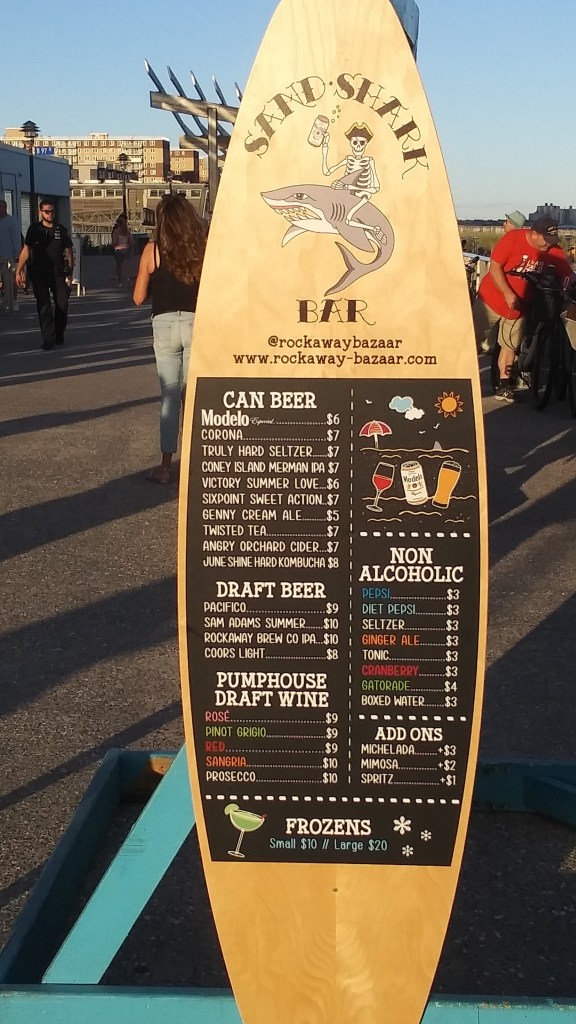 SAND · SHARK
BAR
@rockawaybazaar
www.rockaway-bazaar.com
CAN BEER
Modelo Especial..................$6
CORONA..................$7
TRULY HARD SELTZER....$7
CONEY ISLAND MERMAN IPA $7
VICTORY SUMMER LOVE...$6
SIXPOINT SWEET ACTION..$7
GENNY CREAM ALE.........$5
TWISTED TEA...............$7
ANGRY ORCHARD CIDER...$7
JUNE SHINE HARD KOMBUCHA $8
DRAFT BEER
PACIFICO..................$9
SAM ADAMS SUMMER....$10
ROCKAWAY BREW CO IPA...$10
COORS LIGHT..............$8
PUMPHOUSE
DRAFT WINE
ROSÉ........................$9
PINOT GRIGIO.............$9
RED.........................$9
SANGRIA..................$10
PROSECCO................$10
Modelo
NON
ALCOHOLIC
PEPSI..................$3
DIET PEPSI..........$3
SELTZER.............$3
GINGER ALE........$3
TONIC.................$3
CRANBERRY........$3
GATORADE..........$4
BOXED WATER......$3
ADD ONS
MICHELADA......+$3
MIMOSA...........+$2
SPRITZ.............+$1
FROZENS
Small $10 // Large $20